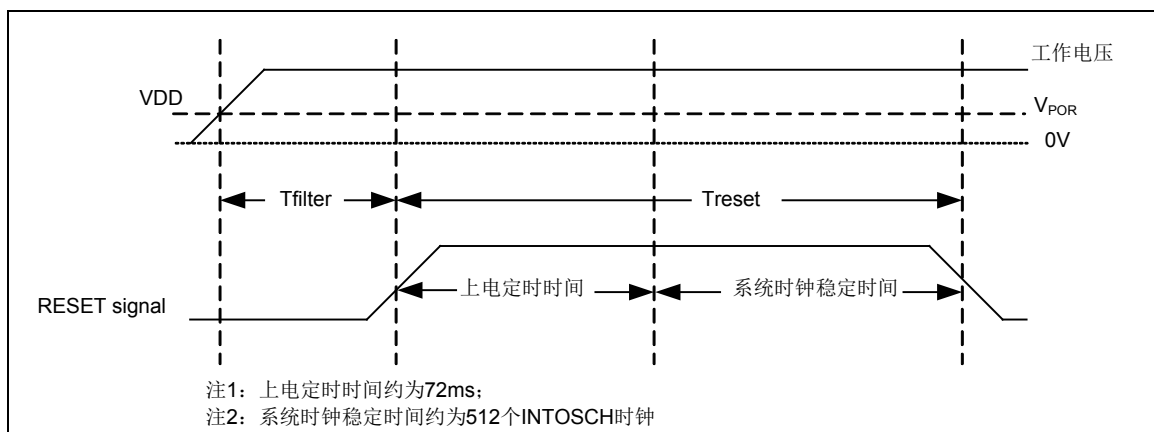 工作电压
VDD
VPOR
0V
Tfilter
Treset
上电定时时间
系统时钟稳定时间
RESET signal
注1：上电定时时间约为72ms；
注2：系统时钟稳定时间约为512个INTOSCH时钟